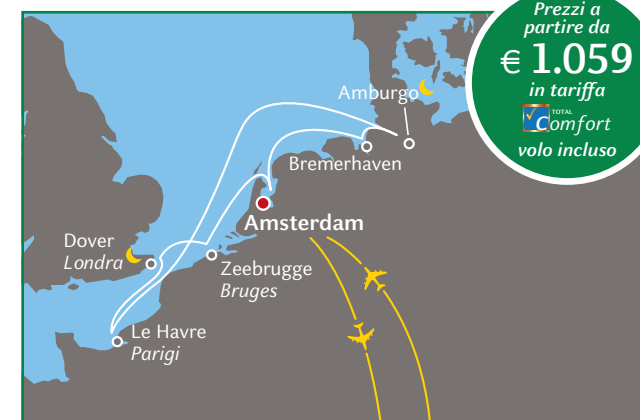 Prezzi a
partire da
€ 1.059
in tariffa
TOTAL
Comfort
volo incluso
Amburgo
Bremerhaven
Amsterdam
Dover
Londra
Zeebrugge
Bruges
Le Havre
Parigi